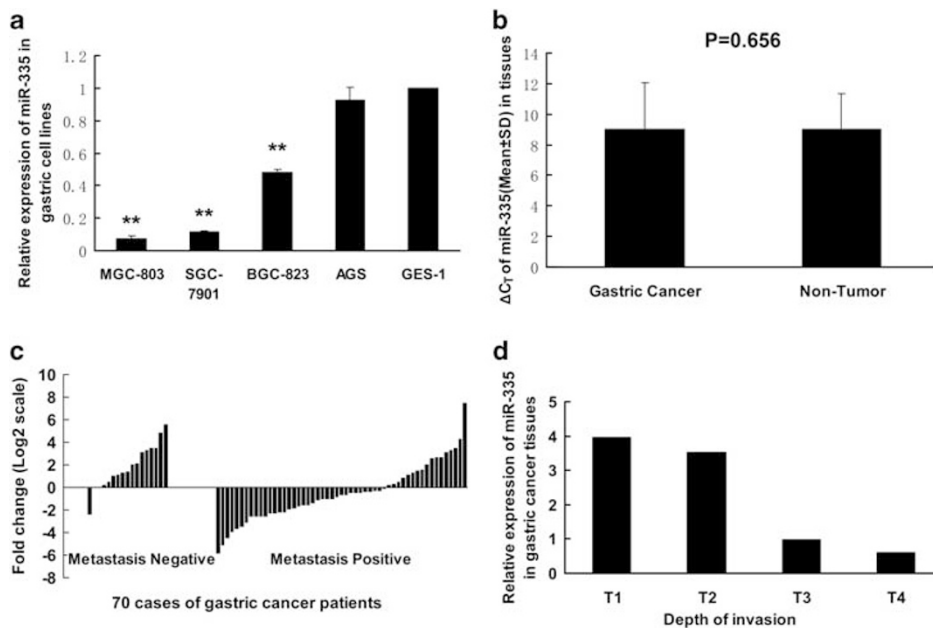 a
Relative expression of miR-335 in
gastric cell lines
1.2
1
0.8
0.6
0.4
0.2
0
**
**
**
MGC-803 SGC- BGC-823 AGS GES-1
7901
b
P=0.656
ΔCT of miR-335(Mean±SD) in tissues
14
12
10
8
6
4
2
0
Gastric Cancer Non-Tumor
c
Fold change (Log2 scale)
10
8
6
4
2
0
-2
-4
-6
-8
Metastasis Negative Metastasis Positive
70 cases of gastric cancer patients
d
Relative expression of miR-335
in gastric cancer tissues
5
4
3
2
1
0
T1 T2 T3 T4
Depth of invasion